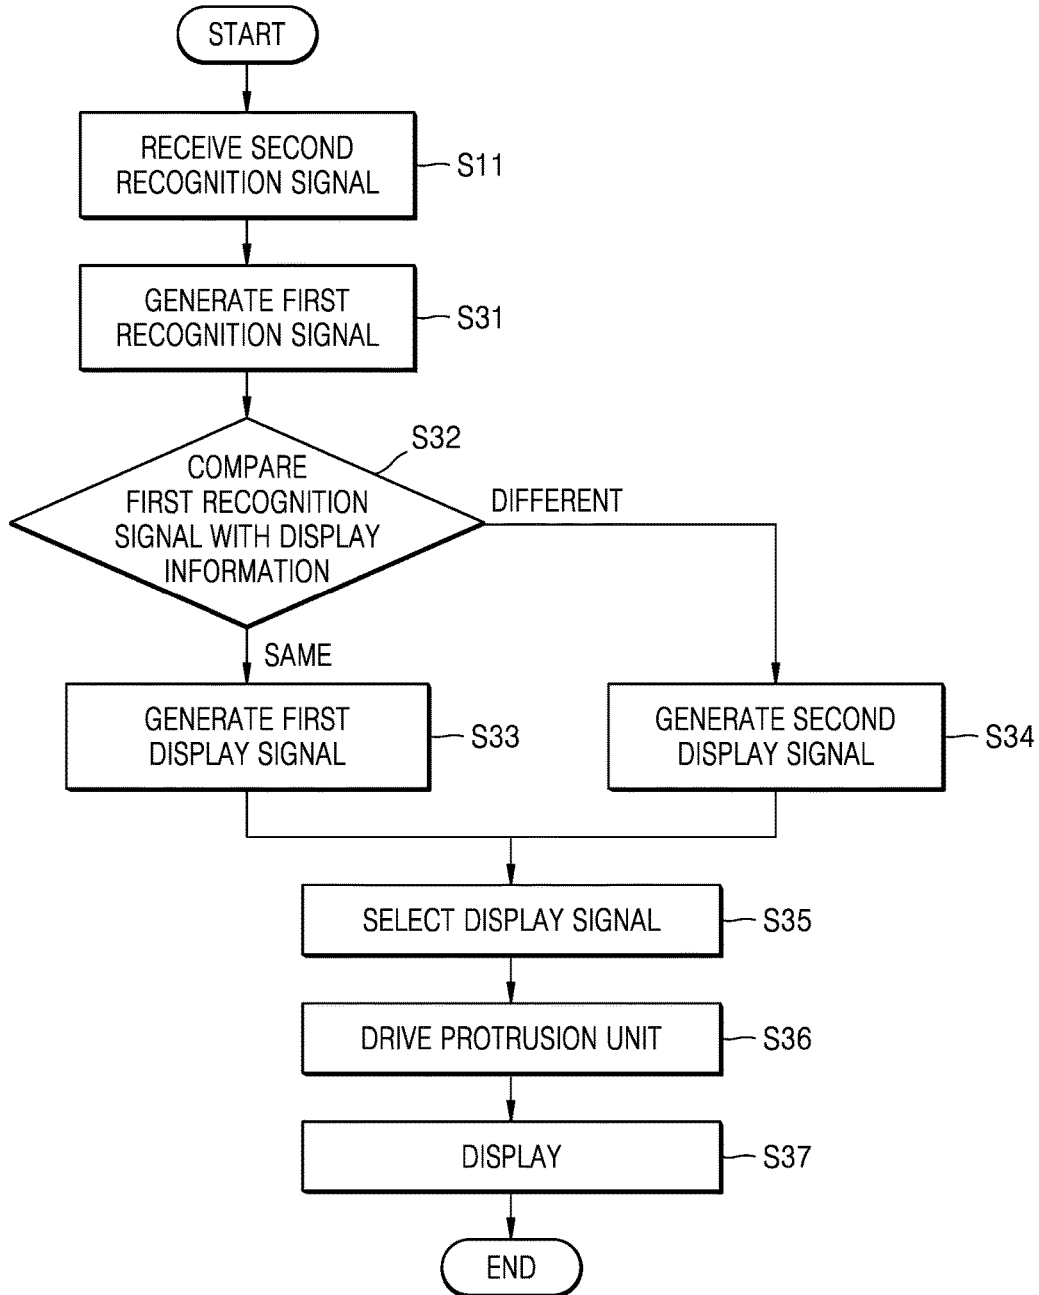 START
RECEIVE SECOND
RECOGNITION SIGNAL
S11
GENERATE FIRST
RECOGNITION SIGNAL
S31
S32
COMPARE
FIRST RECOGNITION
SIGNAL WITH DISPLAY
INFORMATION
DIFFERENT
SAME
GENERATE FIRST
DISPLAY SIGNAL
S33
GENERATE SECOND
DISPLAY SIGNAL
S34
SELECT DISPLAY SIGNAL
S35
DRIVE PROTRUSION UNIT
S36
DISPLAY
S37
END